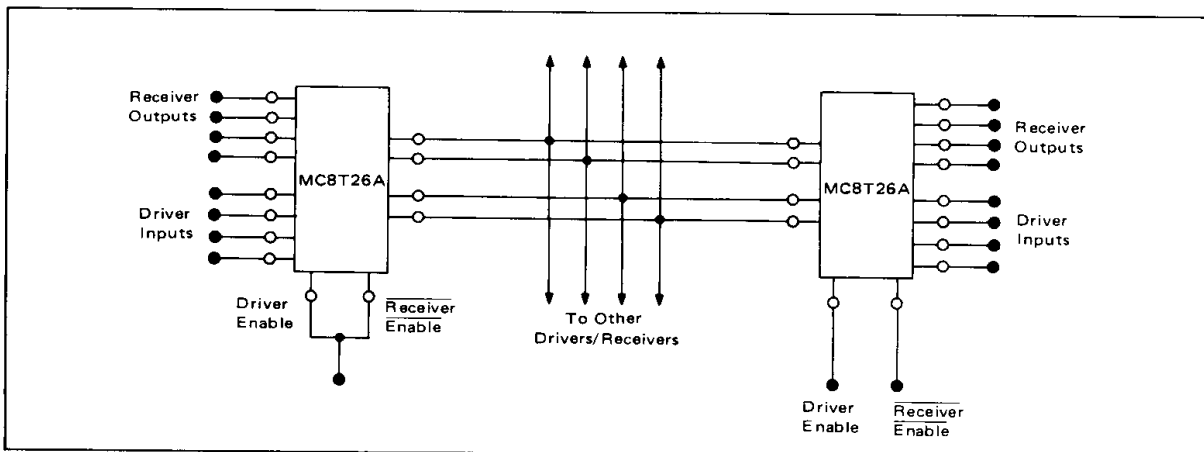 Receiver
Outputs
MC8T26A
Driver
Inputs
Driver
Enable
Receiver
Enable
To Other
Drivers/Receivers
MC8T26A
Receiver
Outputs
Driver
Inputs
Driver
Enable
Receiver
Enable